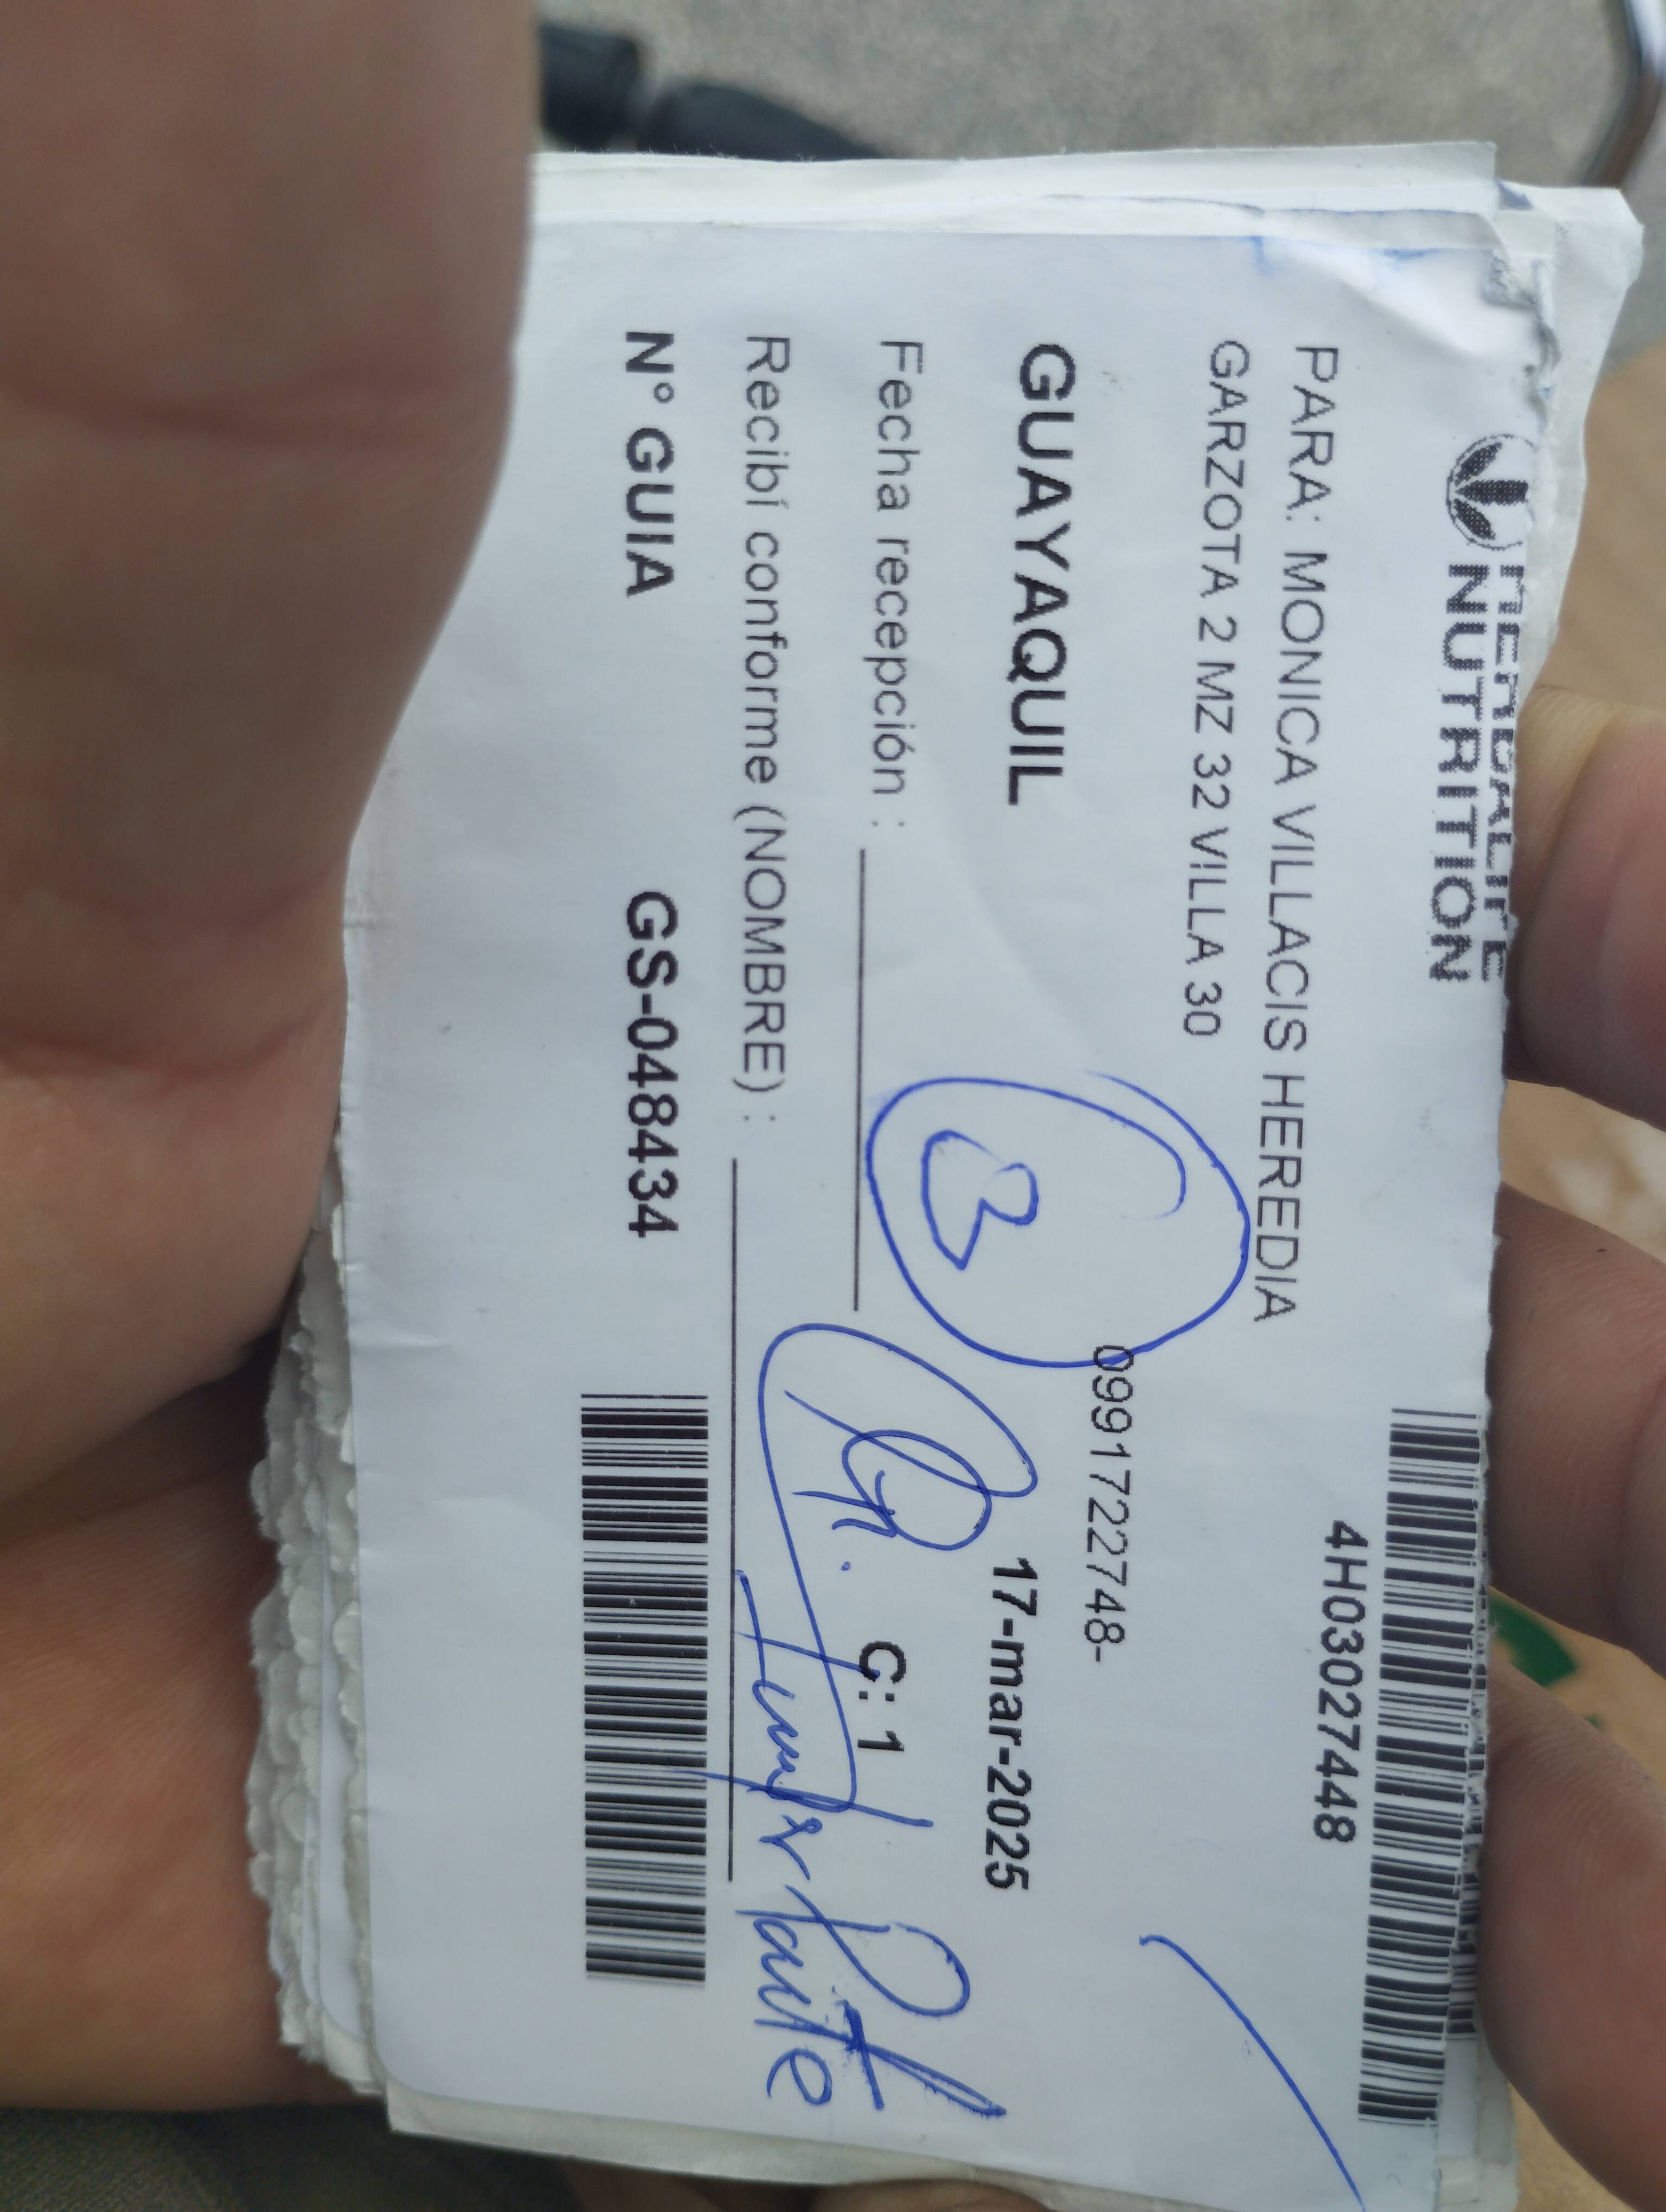 HERBALIFE
NUTRITION
4H03027448
PARA: MONICA VILLACIS HEREDIA
GARZOTA 2 MZ 32 VILLA 30
0991722748-
GUAYAQUIL
17-mar-2025
3
Fecha recepción :
C: 1
Recibí conforme (NOMBRE) :
N° GUIA
GS-048434